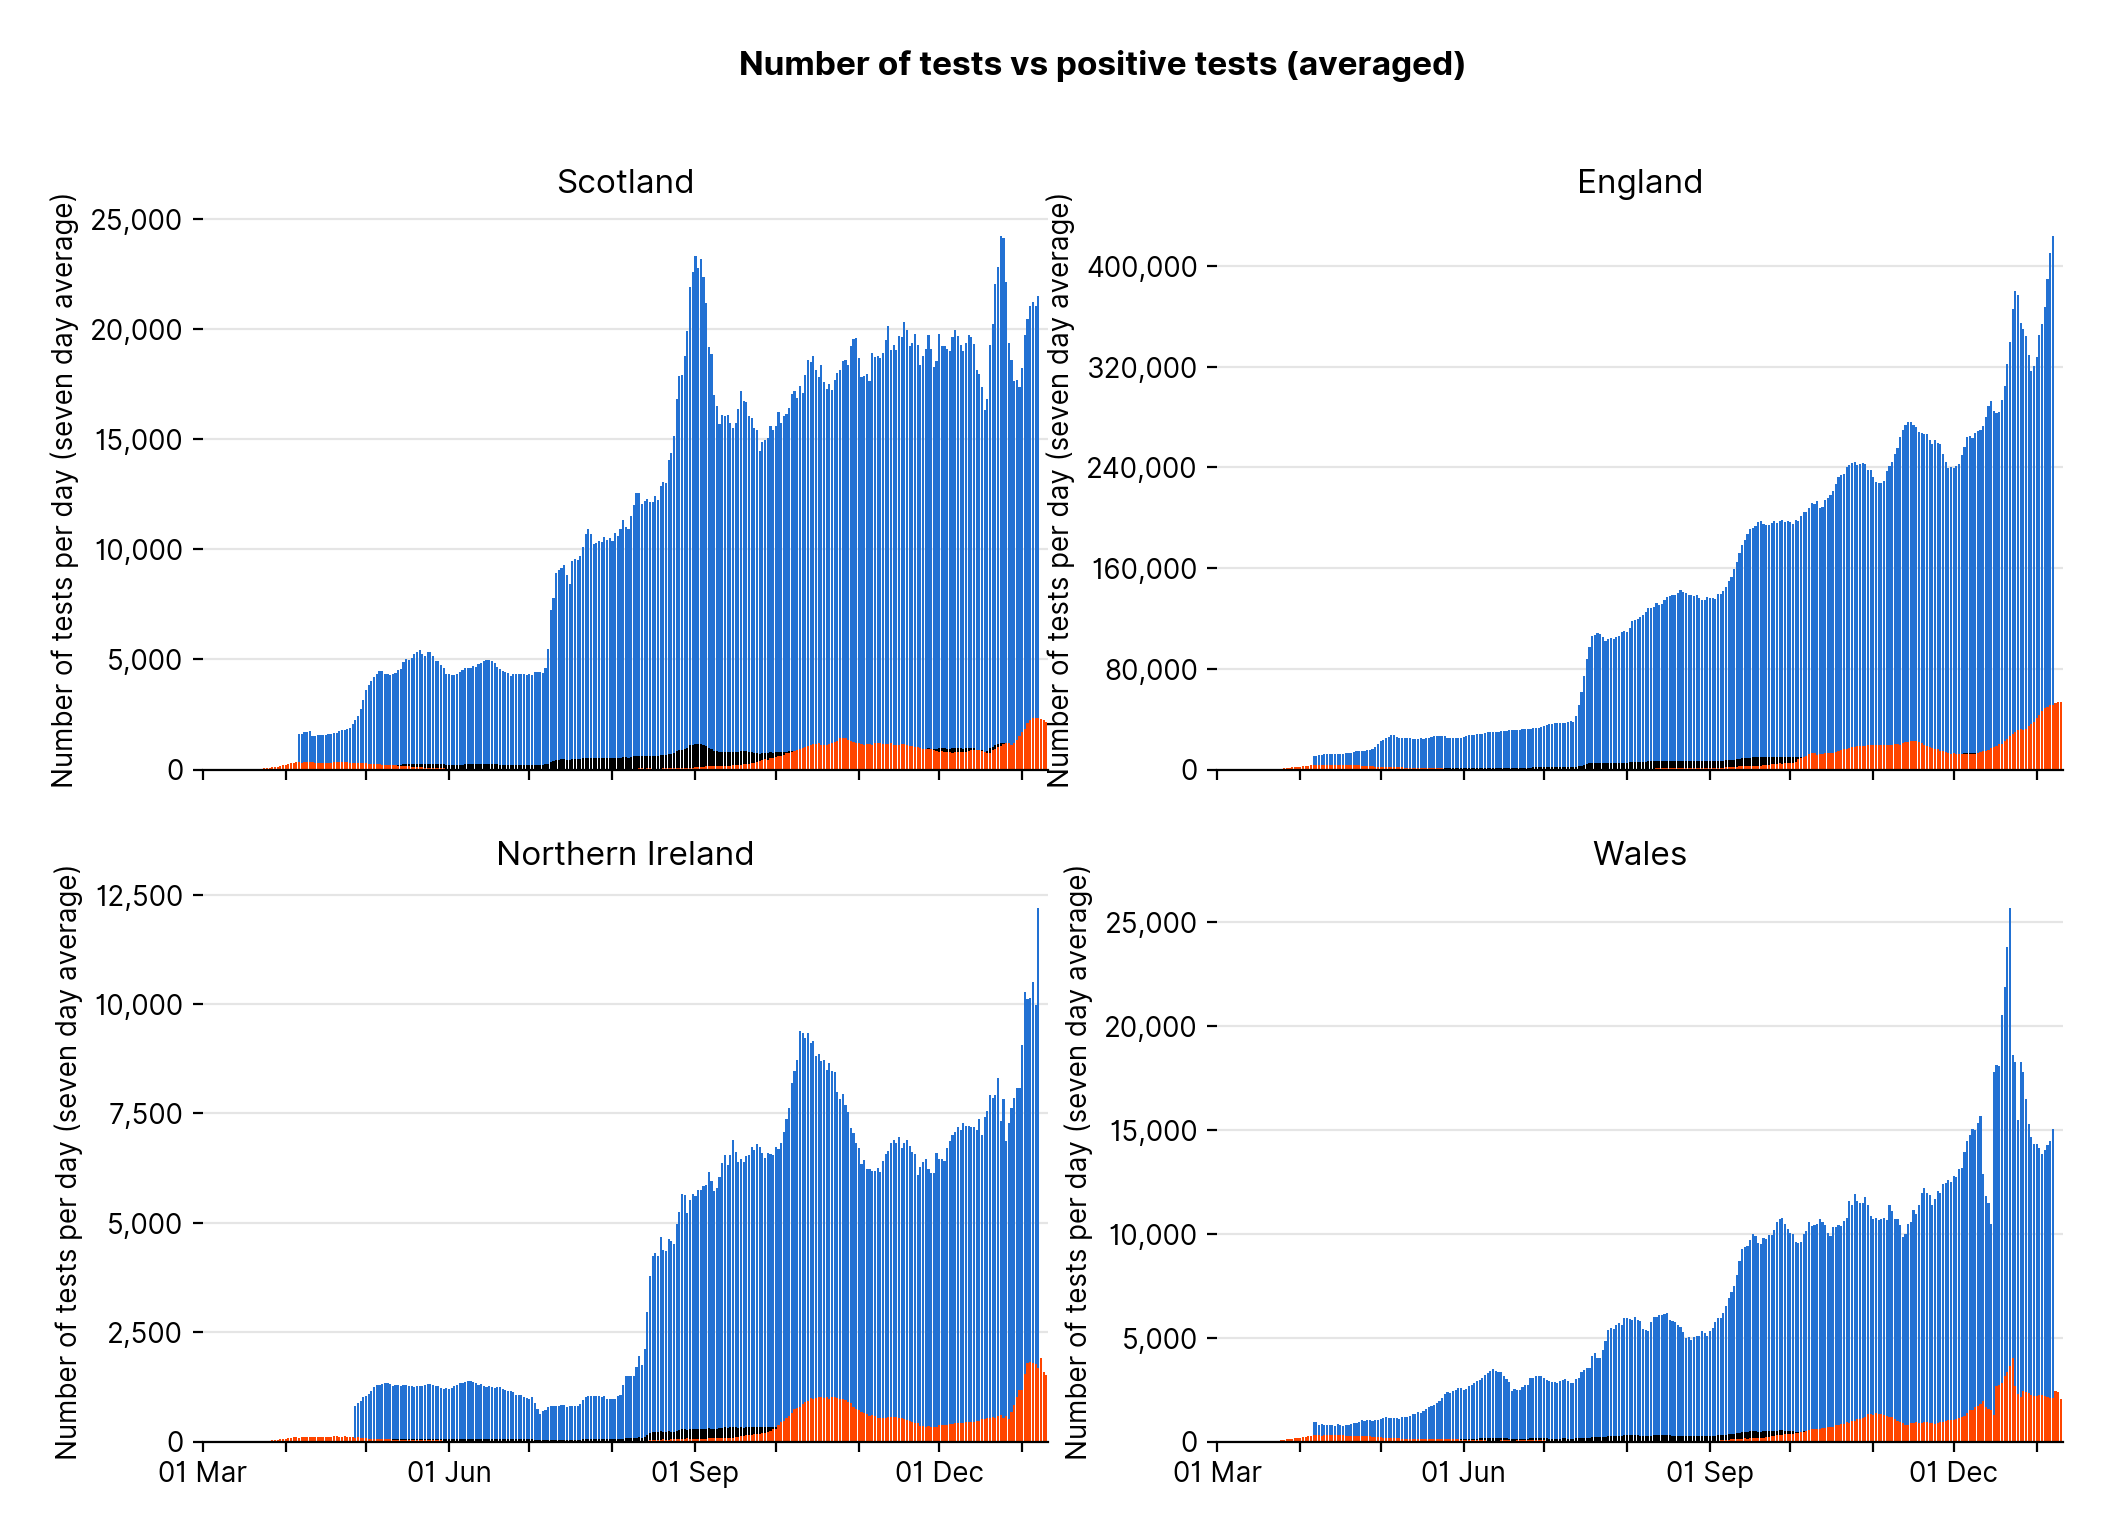 Number of tests vs positive tests (averaged)
Scotland
Number of tests per day (seven day average)
25,000
20,000
15,000
10,000
5,000
0
England
Number of tests per day (seven day average)
400,000
320,000
240,000
160,000
80,000
0
Northern Ireland
Number of tests per day (seven day average)
12,500
10,000
7,500
5,000
2,500
0
01 Mar
01 Jun
01 Sep
01 Dec
Wales
Number of tests per day (seven day average)
25,000
20,000
15,000
10,000
5,000
0
01 Mar
01 Jun
01 Sep
01 Dec